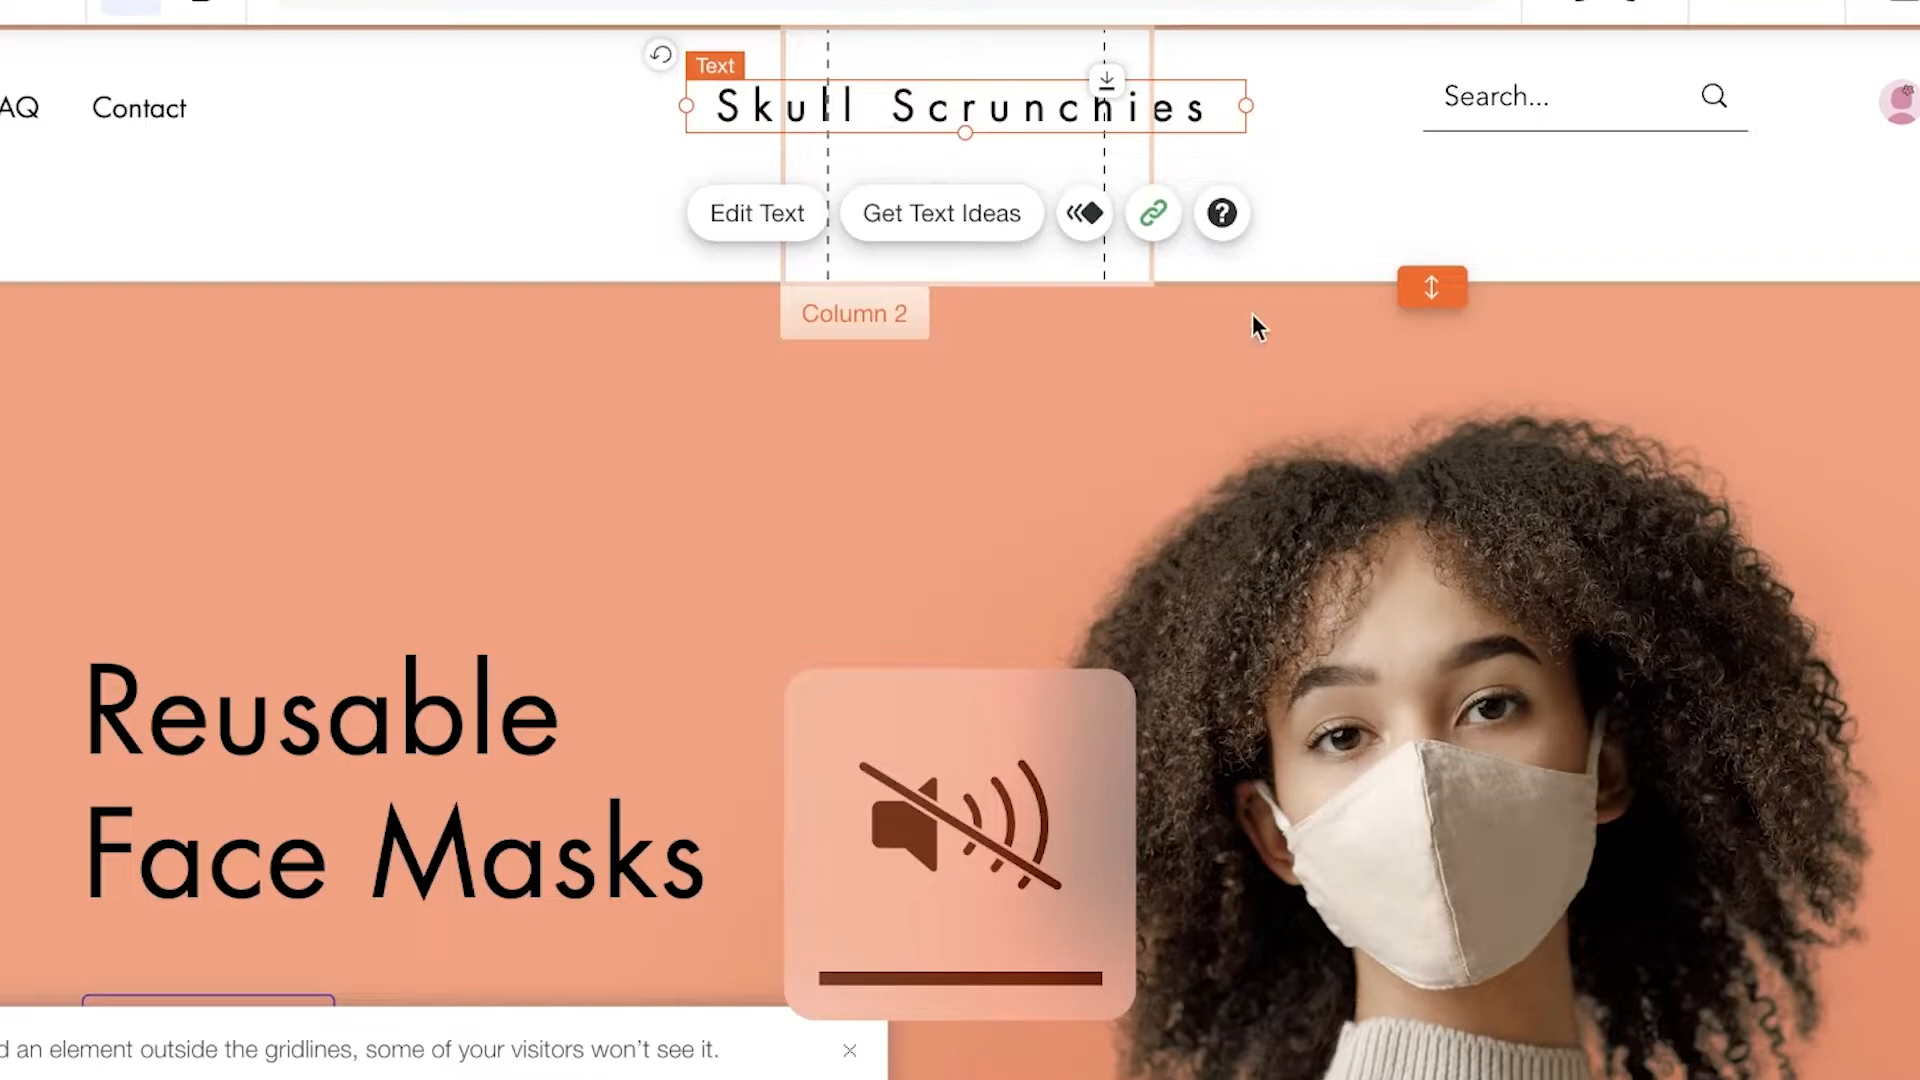 Text
AQ
Contact
Skull Scrunchies
Search...
Edit Text
Get Text Ideas
?
Column 2
Reusable
Face Masks
d an element outside the gridlines, some of your visitors won't see it.